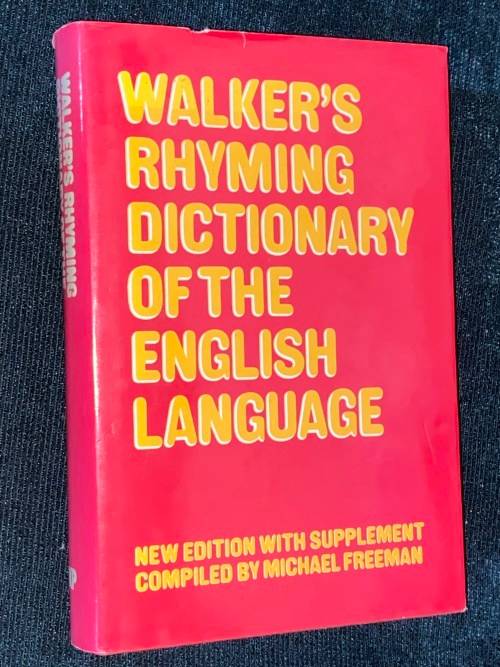 WALKER'S
RHYMING
DICTIONARY
OF THE
ENGLISH
LANGUAGE
NEW EDITION WITH SUPPLEMENT
COMPILED BY MICHAEL FREEMAN
WALKER'S RHYMING